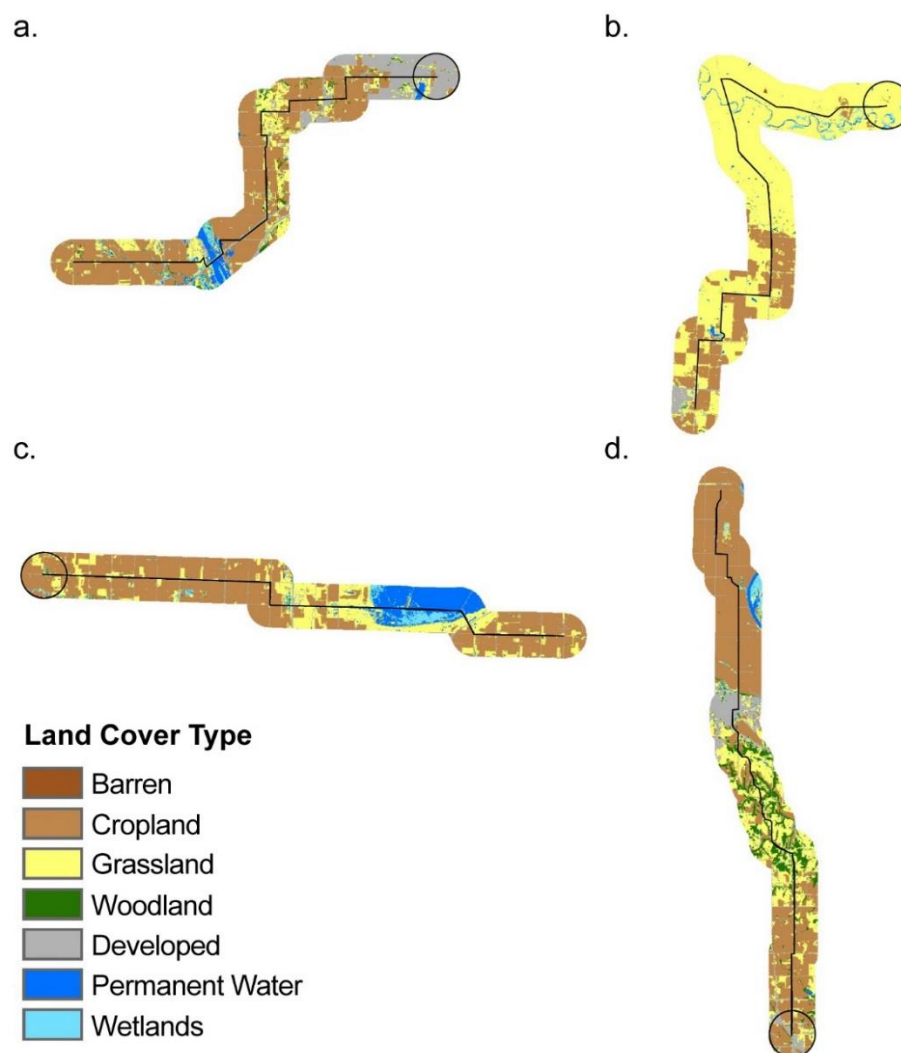 a.
b.
c.
d.
Land Cover Type
Barren
Cropland
Grassland
Woodland
Developed
Permanent Water
Wetlands